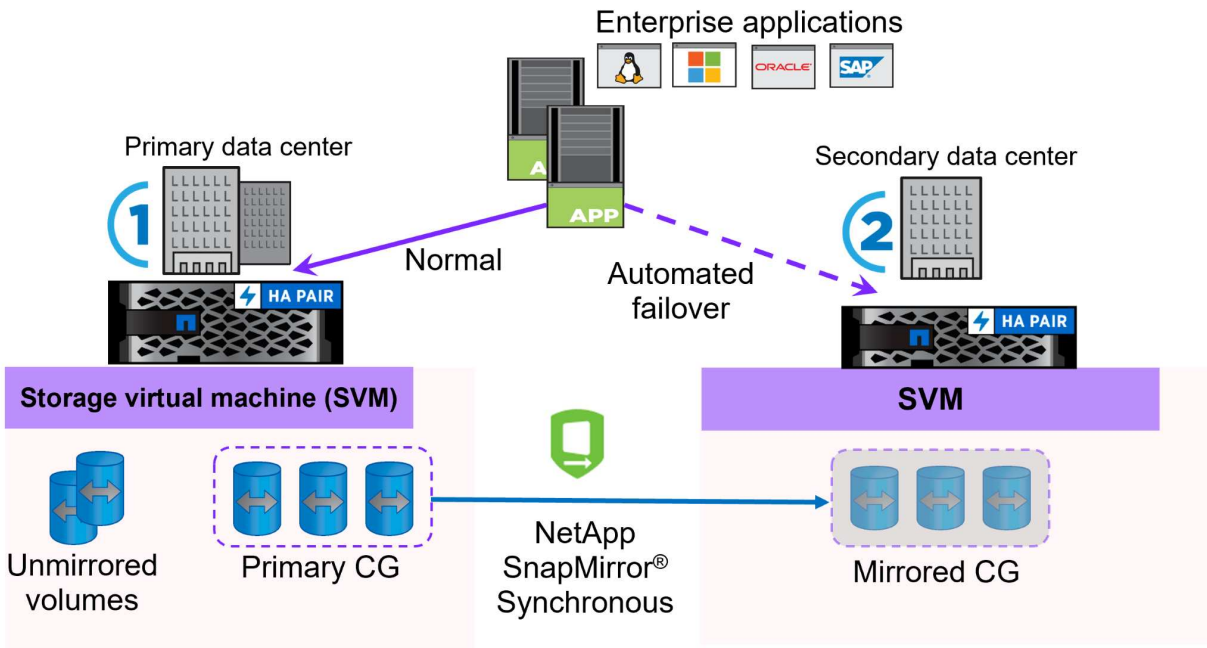 Enterprise applications
ORACLE
SAP
Primary data center
Secondary data center
1
A
APP
2
Normal
Automated
failover
HA PAIR
HA PAIR
Storage virtual machine (SVM)
SVM
Unmirrored
volumes
Primary CG
NetApp
SnapMirror®
Synchronous
Mirrored CG